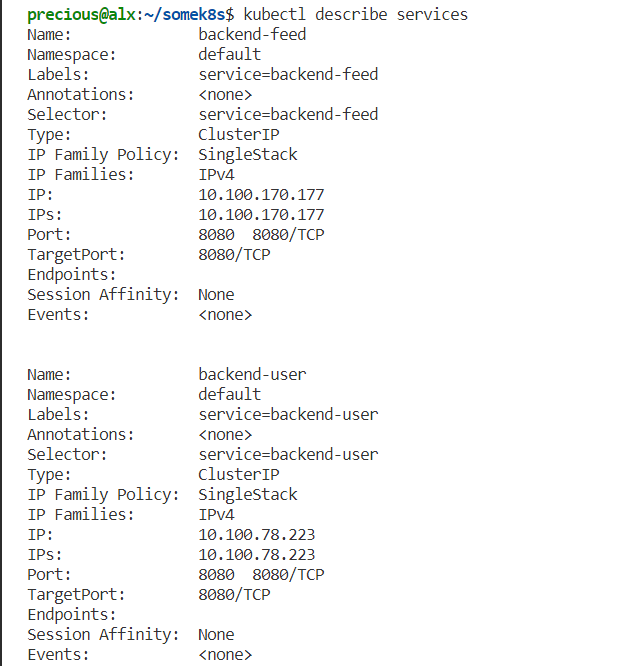 precious@alx:~/somek8s$ kubectl describe services
Name:              backend-feed
Namespace:         default
Labels:            service=backend-feed
Annotations:       <none>
Selector:          service=backend-feed
Type:              ClusterIP
IP Family Policy:  SingleStack
IP Families:       IPv4
IP:                10.100.170.177
IPs:               10.100.170.177
Port:              8080  8080/TCP
TargetPort:        8080/TCP
Endpoints:
Session Affinity:  None
Events:            <none>
Name:              backend-user
Namespace:         default
Labels:            service=backend-user
Annotations:       <none>
Selector:          service=backend-user
Type:              ClusterIP
IP Family Policy:  SingleStack
IP Families:       IPv4
IP:                10.100.78.223
IPs:               10.100.78.223
Port:              8080  8080/TCP
TargetPort:        8080/TCP
Endpoints:
Session Affinity:  None
Events:            <none>